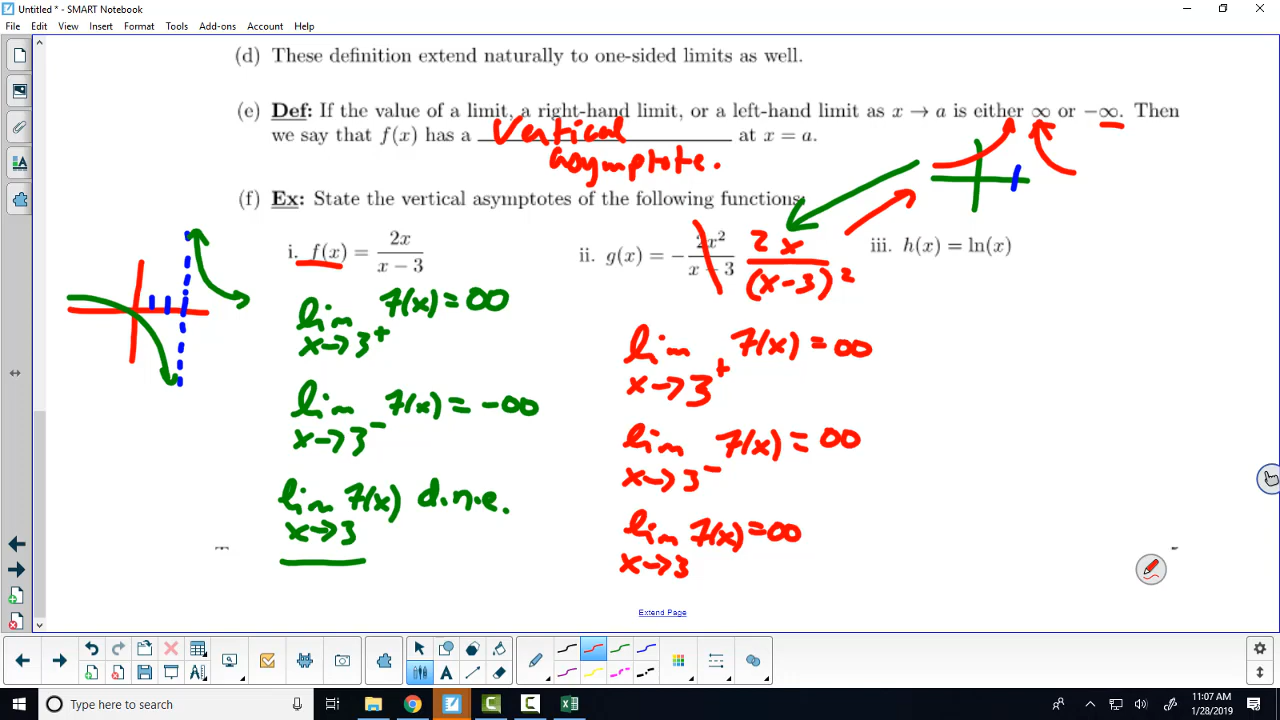 Untitled * - SMART Notebook
File Edit View Insert Format Tools Add-ons Account Help
(d) These definition extend naturally to one-sided limits as well.
(e) Def: If the value of a limit, a right-hand limit, or a left-hand limit as x → a is either ∞ or −∞. Then
we say that f(x) has a Vertical at x = a.
asymptote.
(f) Ex: State the vertical asymptotes of the following functions:
i. f(x) = 2x / (x − 3)
ii. g(x) = − 2x² / (x − 3) 2x / (x-3)²
iii. h(x) = ln(x)
lim x→3⁺ f(x) = ∞
lim x→3⁻ f(x) = -∞
lim x→3 f(x) d.n.e.
lim x→3⁺ f(x) = ∞
lim x→3⁻ f(x) = ∞
lim x→3 f(x) = ∞
Extend Page
Type here to search
11:07 AM
1/28/2019